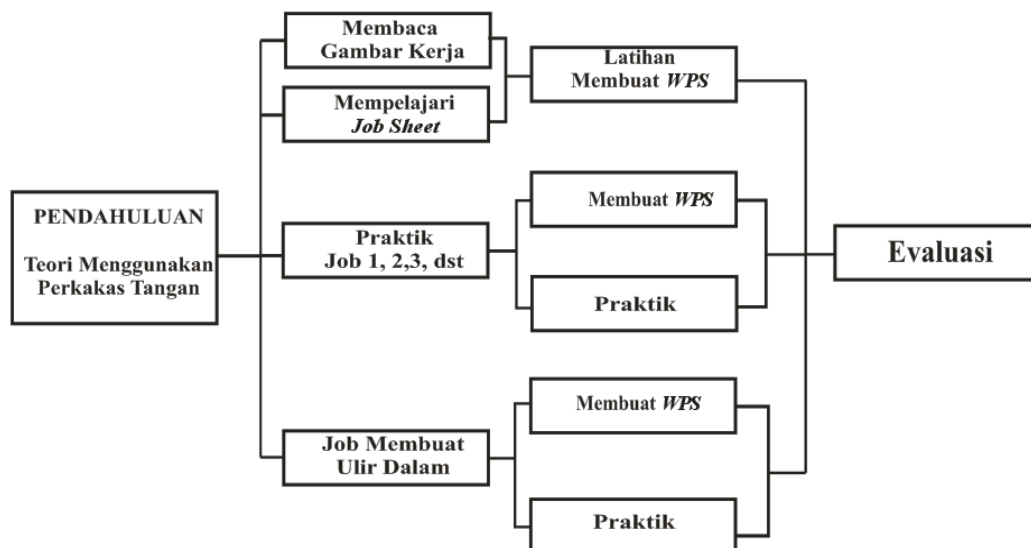 Membaca
Gambar Kerja
Mempelajari
Job Sheet
Latihan
Membuat WPS
PENDAHULUAN
Teori Menggunakan
Perkakas Tangan
Praktik
Job 1, 2,3, dst
Membuat WPS
Praktik
Evaluasi
Job Membuat
Ulir Dalam
Membuat WPS
Praktik